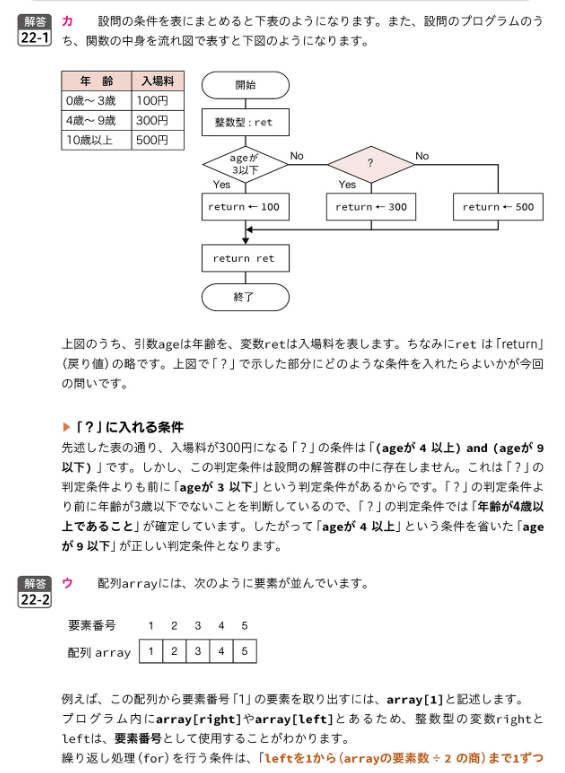 解答 22-1 カ 設問の条件を表にまとめると下表のようになります。また、設問のプログラムのう
ち、関数の中身を流れ図で表すと下図のようになります。
年 齢 入場料
0歳〜 3歳 100円
4歳〜 9歳 300円
10歳以上 500円
開始
整数型:ret
ageが
3以下
No
?
No
Yes
Yes
return ← 100
return ← 300
return ← 500
return ret
終了
上図のうち、引数ageは年齢を、変数retは入場料を表します。ちなみにret は「return」
(戻り値)の略です。上図で「?」で示した部分にどのような条件を入れたらよいかが今回
の問いです。
▶「?」に入れる条件
先述した表の通り、入場料が300円になる「?」の条件は「(ageが 4 以上) and (ageが 9
以下) 」です。しかし、この判定条件は設問の解答群の中に存在しません。これは「?」の
判定条件よりも前に「ageが 3 以下」という判定条件があるからです。「?」の判定条件よ
り前に年齢が3歳以下でないことを判断しているので、「?」の判定条件では「年齢が4歳以
上であること」が確定しています。したがって「ageが 4 以上」という条件を省いた「age
が 9 以下」が正しい判定条件となります。
解答 22-2 ウ 配列arrayには、次のように要素が並んでいます。
要素番号 1 2 3 4 5
配列 array 1 2 3 4 5
例えば、この配列から要素番号「1」の要素を取り出すには、array[1]と記述します。
プログラム内にarray[right]やarray[left]とあるため、整数型の変数rightと
leftは、要素番号として使用することがわかります。
繰り返し処理(for)を行う条件は、「leftを1から(arrayの要素数 ÷ 2 の商)まで1ずつ